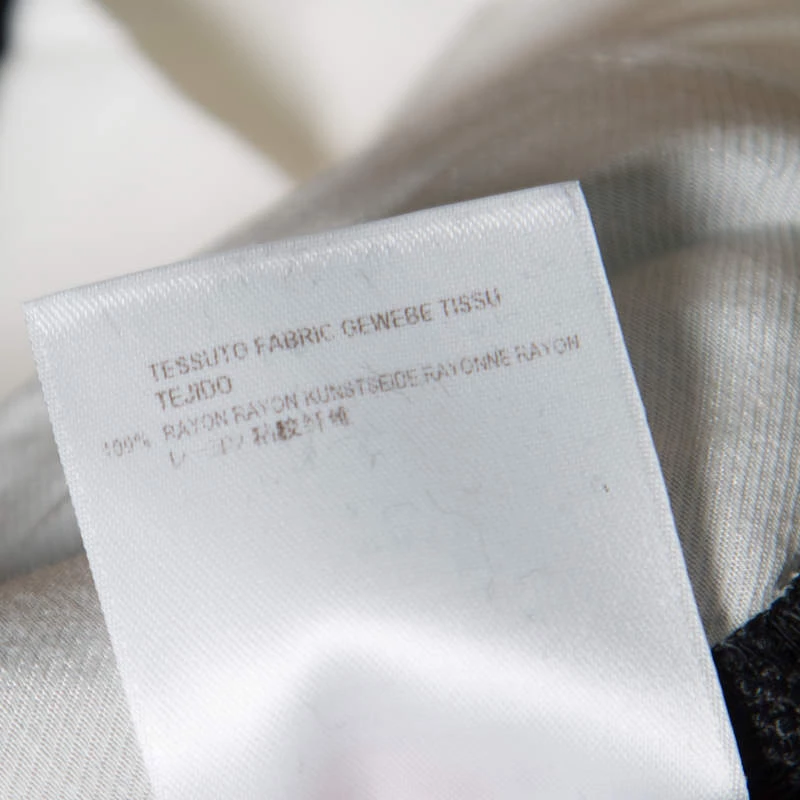 TESSUTO FABRIC GEWEBE TISSU
TEJIDO
100% RAYON RAYON KUNSTSEIDE RAYONNE RAYON
レーヨン 粘胶纤维